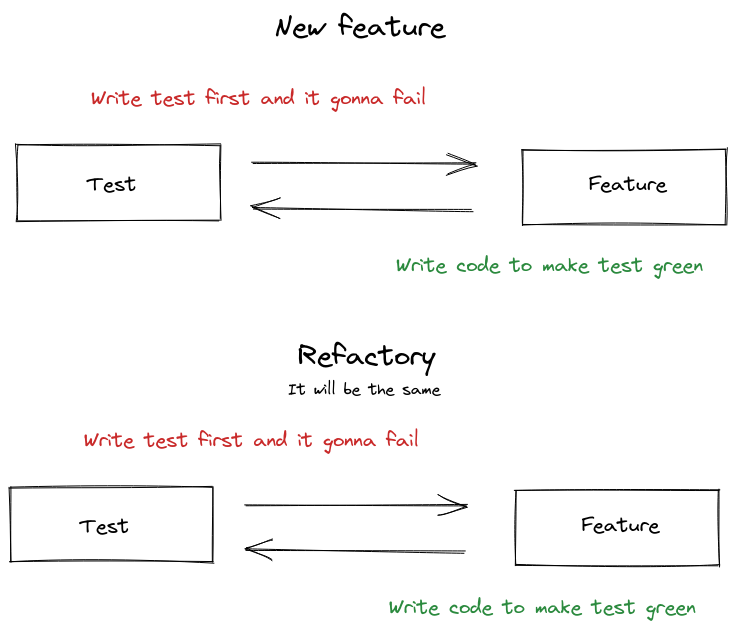 New feature
Write test first and it gonna fail
Test
Feature
Write code to make test green
Refactory
It will be the same
Write test first and it gonna fail
Test
Feature
Write code to make test green